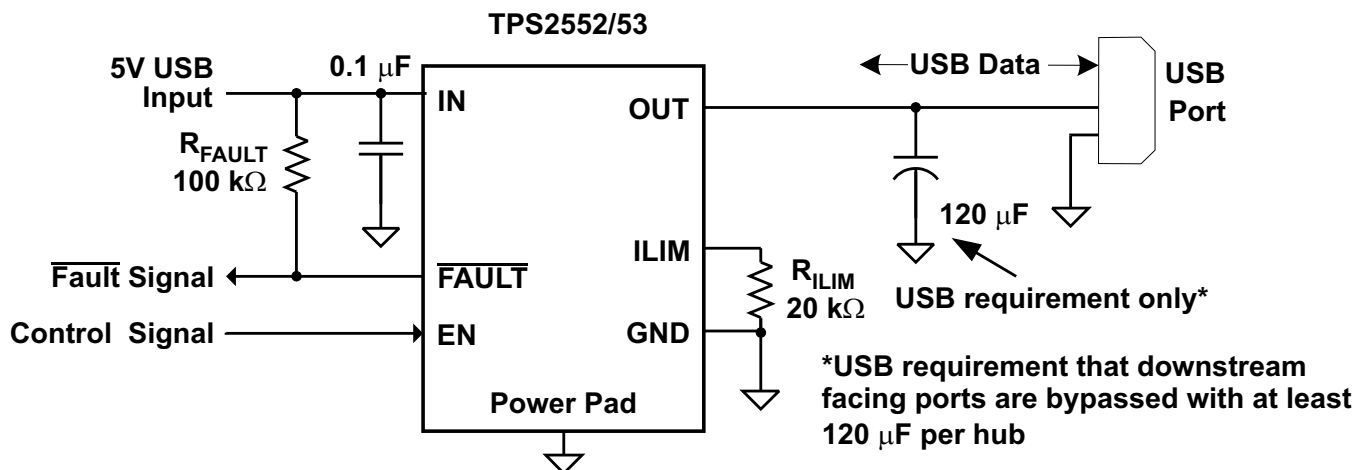 TPS2552/53
5V USB
Input
0.1 μF
R_FAULT
100 kΩ
IN
OUT
USB Data
USB
Port
120 μF
USB requirement only*
Fault Signal
FAULT
ILIM
R_ILIM
20 kΩ
Control Signal
EN
GND
Power Pad
*USB requirement that downstream
facing ports are bypassed with at least
120 μF per hub